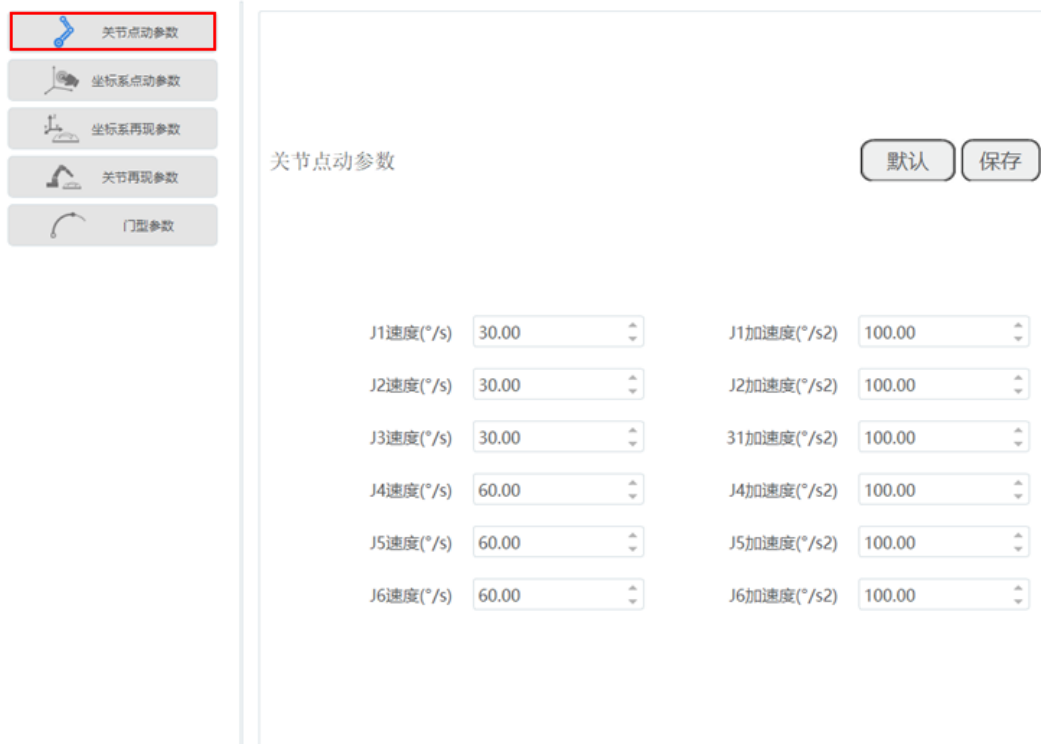 关节点动参数
坐标系点动参数
坐标系再现参数
关节再现参数
门型参数
关节点动参数
默认 保存
J1速度(°/s) 30.00 J1加速度(°/s2) 100.00
J2速度(°/s) 30.00 J2加速度(°/s2) 100.00
J3速度(°/s) 30.00 31加速度(°/s2) 100.00
J4速度(°/s) 60.00 J4加速度(°/s2) 100.00
J5速度(°/s) 60.00 J5加速度(°/s2) 100.00
J6速度(°/s) 60.00 J6加速度(°/s2) 100.00